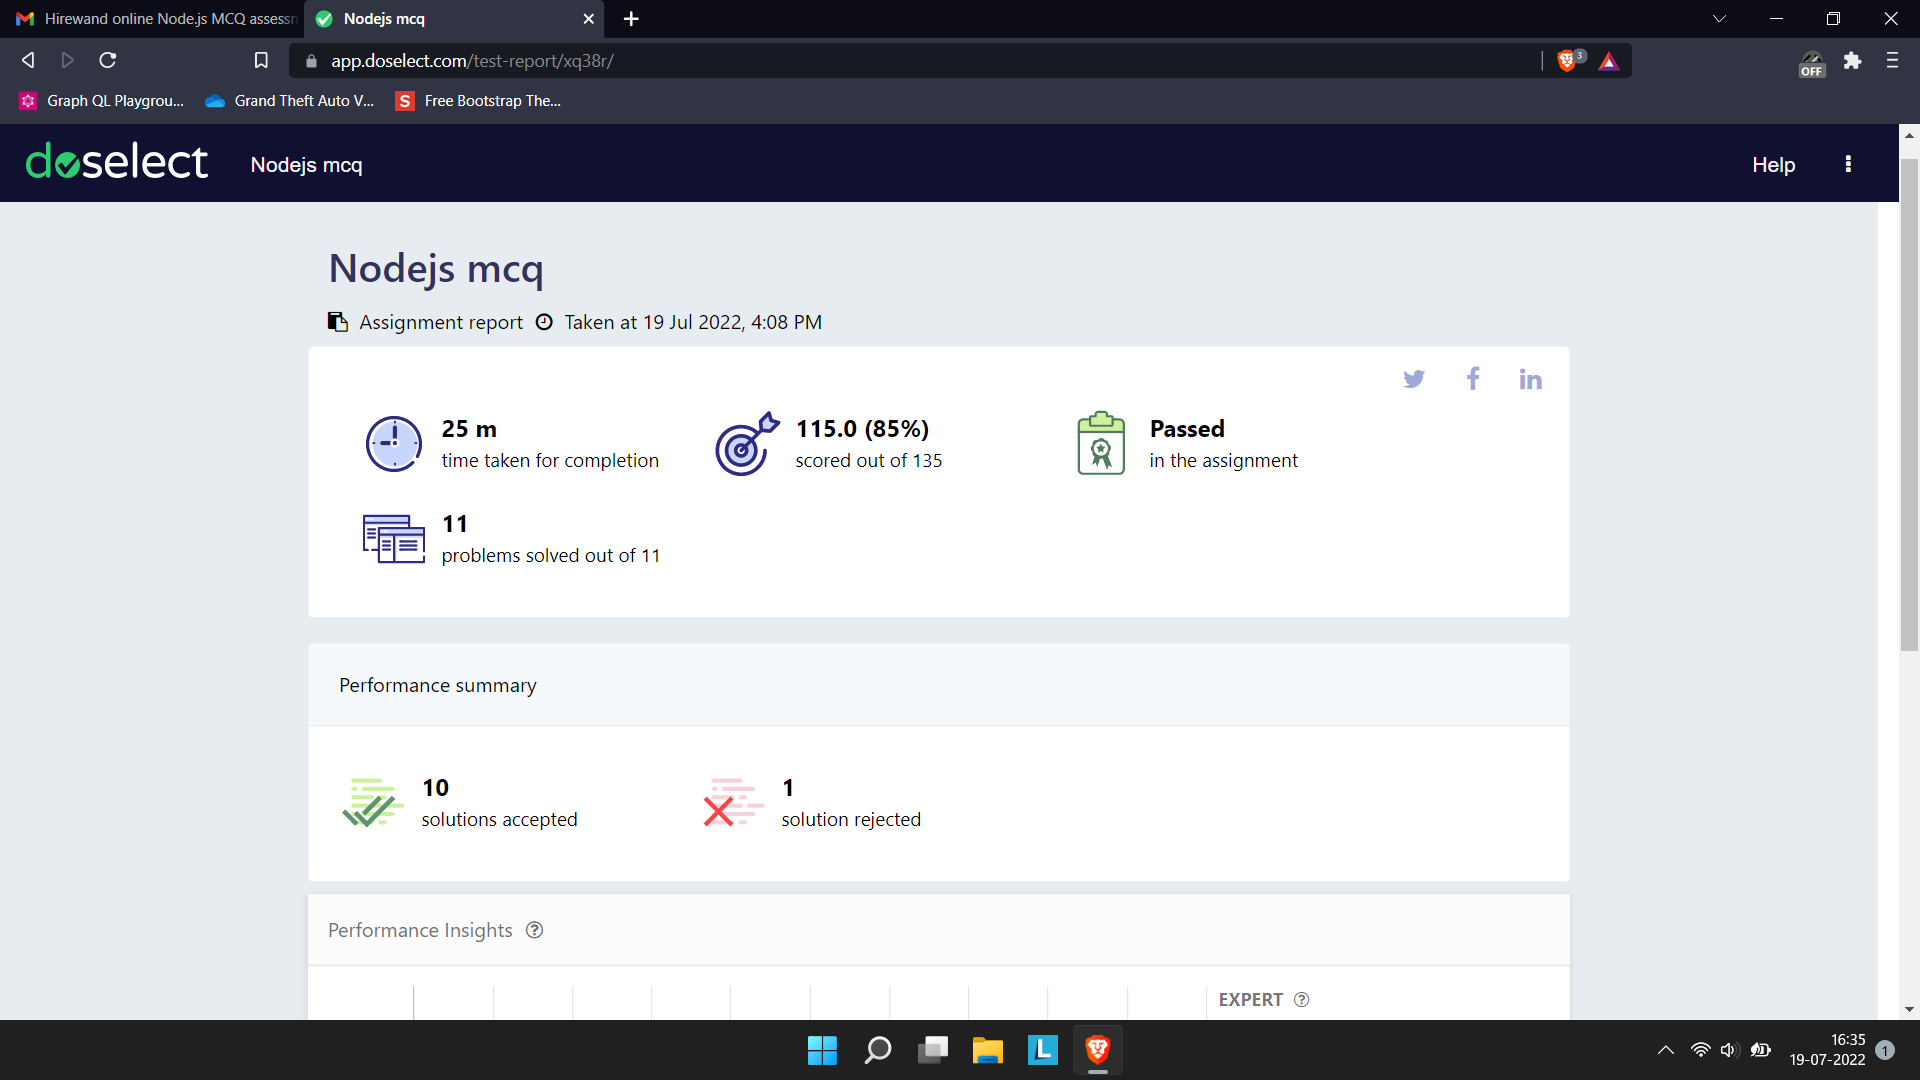 Hirewand online Node.js MCQ assessm
Nodejs mcq
app.doselect.com/test-report/xq38r/
3
OFF
Graph QL Playgrou...
Grand Theft Auto V...
S
Free Bootstrap The...
doselect
Nodejs mcq
Help
Nodejs mcq
Assignment report
Taken at 19 Jul 2022, 4:08 PM
25 m
time taken for completion
115.0 (85%)
scored out of 135
Passed
in the assignment
11
problems solved out of 11
Performance summary
10
solutions accepted
1
solution rejected
Performance Insights
EXPERT
L
16:35
19-07-2022
1